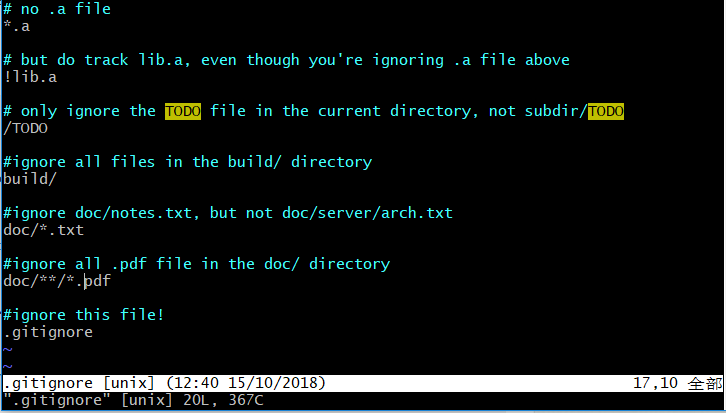 # no .a file
*.a
# but do track lib.a, even though you're ignoring .a file above
!lib.a
# only ignore the TODO file in the current directory, not subdir/TODO
/TODO
#ignore all files in the build/ directory
build/
#ignore doc/notes.txt, but not doc/server/arch.txt
doc/*.txt
#ignore all .pdf file in the doc/ directory
doc/**/*.pdf
#ignore this file!
.gitignore
~
~
.gitignore [unix] (12:40 15/10/2018) 17,10 全部
".gitignore" [unix] 20L, 367C